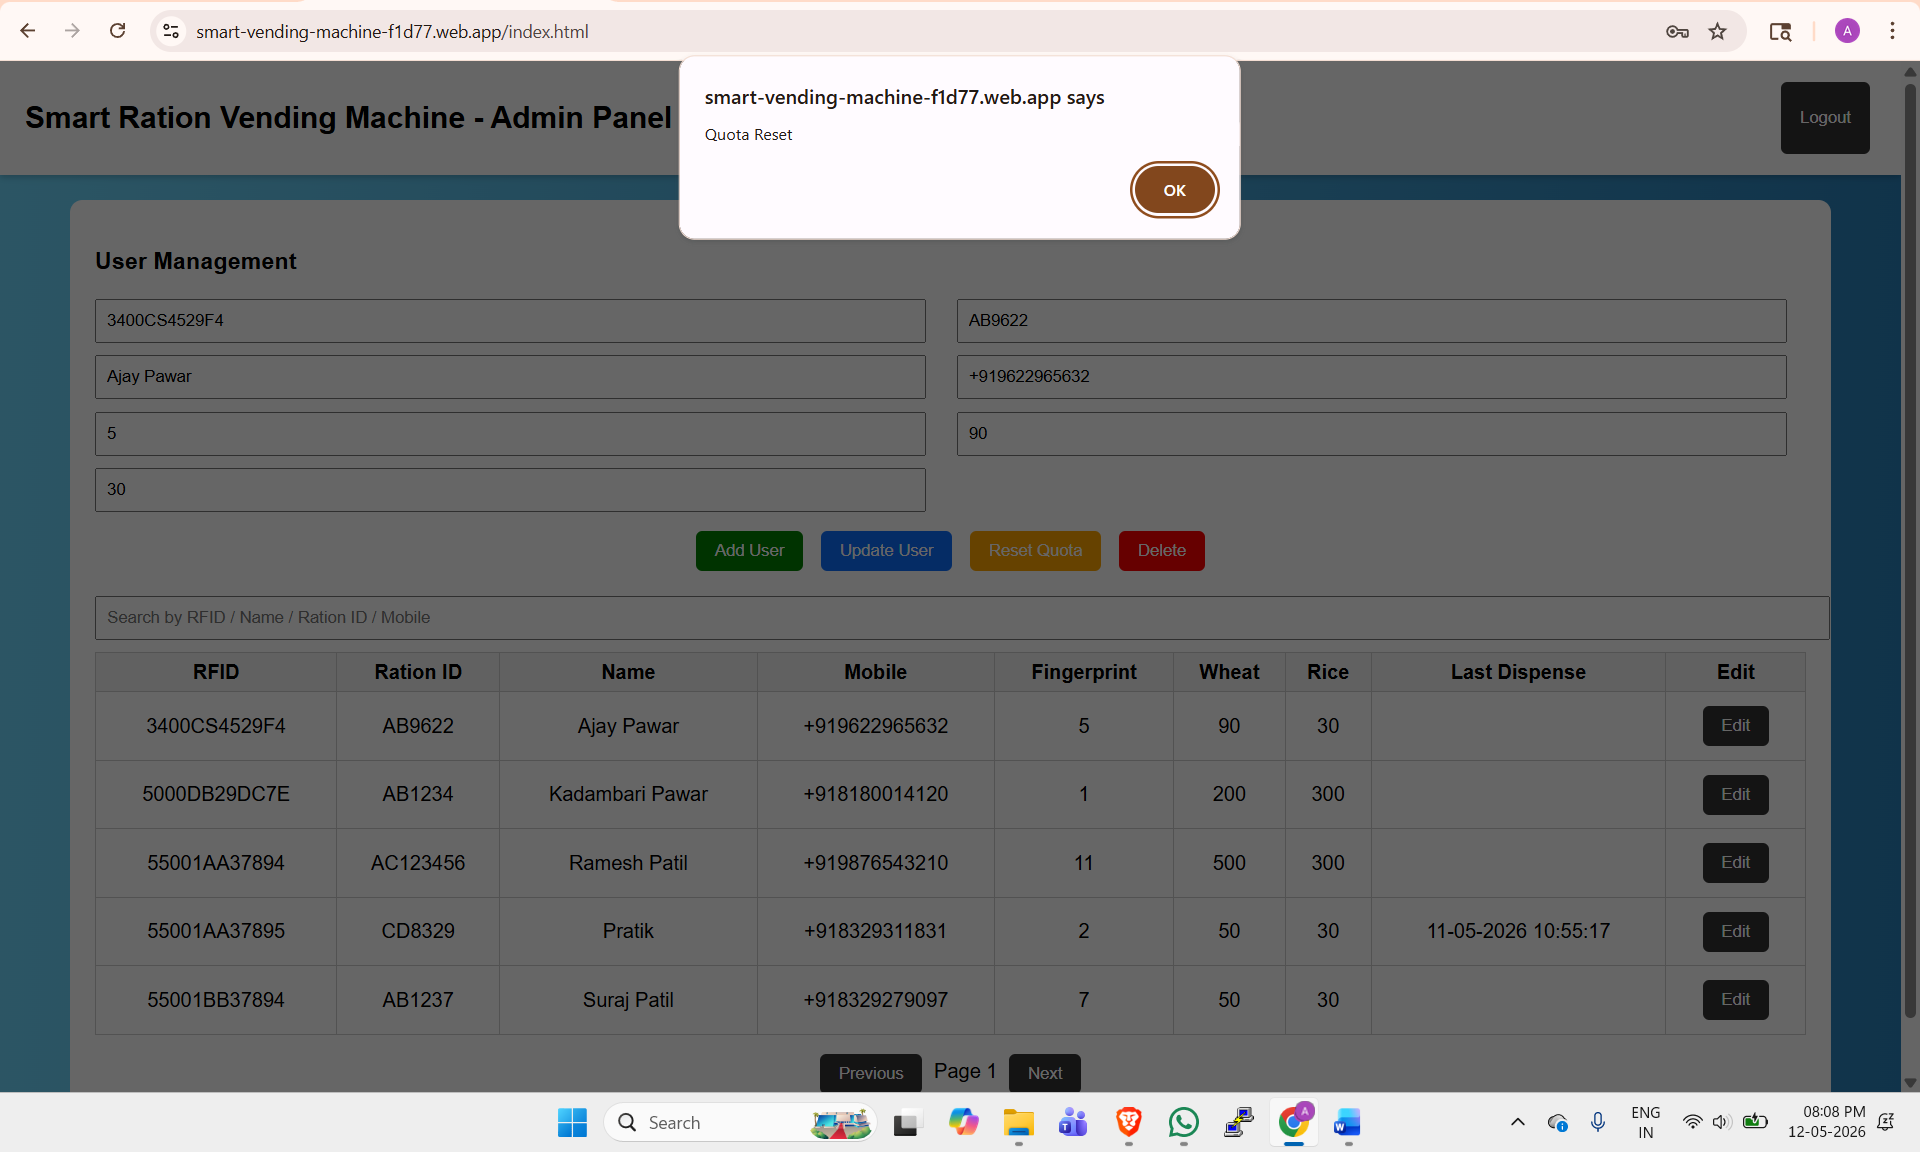 smart-vending-machine-f1d77.web.app/index.html
A
smart-vending-machine-f1d77.web.app says
Quota Reset
OK
Smart Ration Vending Machine - Admin Panel
Logout
User Management
3400CS4529F4 AB9622
Ajay Pawar +919622965632
5 90
30
Add User Update User Reset Quota Delete
Search by RFID / Name / Ration ID / Mobile
RFID Ration ID Name Mobile Fingerprint Wheat Rice Last Dispense Edit
3400CS4529F4 AB9622 Ajay Pawar +919622965632 5 90 30 Edit
5000DB29DC7E AB1234 Kadambari Pawar +918180014120 1 200 300 Edit
55001AA37894 AC123456 Ramesh Patil +919876543210 11 500 300 Edit
55001AA37895 CD8329 Pratik +918329311831 2 50 30 11-05-2026 10:55:17 Edit
55001BB37894 AB1237 Suraj Patil +918329279097 7 50 30 Edit
Previous Page 1 Next
Search
ENG
IN
08:08 PM
12-05-2026